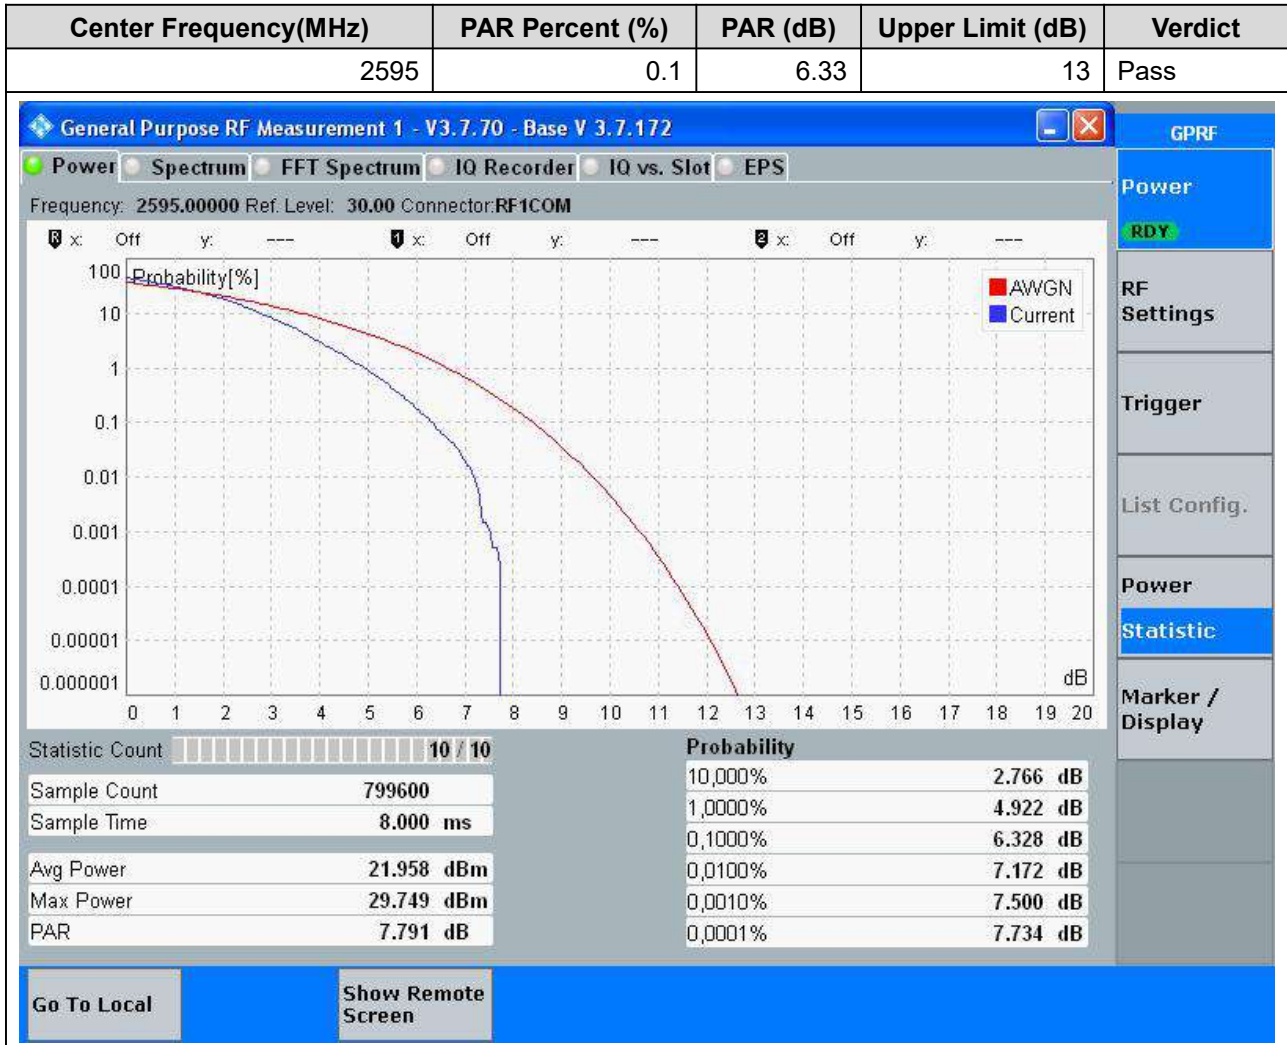 Center Frequency(MHz) PAR Percent (%) PAR (dB) Upper Limit (dB) Verdict
2595 0.1 6.33 13 Pass
General Purpose RF Measurement 1 - V3.7.70 - Base V 3.7.172
GPRF
Power Spectrum FFT Spectrum IQ Recorder IQ vs. Slot EPS
Power
RDY
Frequency: 2595.00000 Ref. Level: 30.00 Connector:RF1COM
R x: Off y: --- 1 x: Off y: --- 2 x: Off y: ---
Probability[%]
AWGN
Current
100
10
1
0.1
0.01
0.001
0.0001
0.00001
0.000001
dB
0 1 2 3 4 5 6 7 8 9 10 11 12 13 14 15 16 17 18 19 20
RF
Settings
Trigger
List Config.
Power
Statistic
Marker /
Display
Statistic Count 10 / 10
Sample Count 799600
Sample Time 8.000 ms
Avg Power 21.958 dBm
Max Power 29.749 dBm
PAR 7.791 dB
Probability
10,000% 2.766 dB
1,0000% 4.922 dB
0,1000% 6.328 dB
0,0100% 7.172 dB
0,0010% 7.500 dB
0,0001% 7.734 dB
Go To Local
Show Remote
Screen